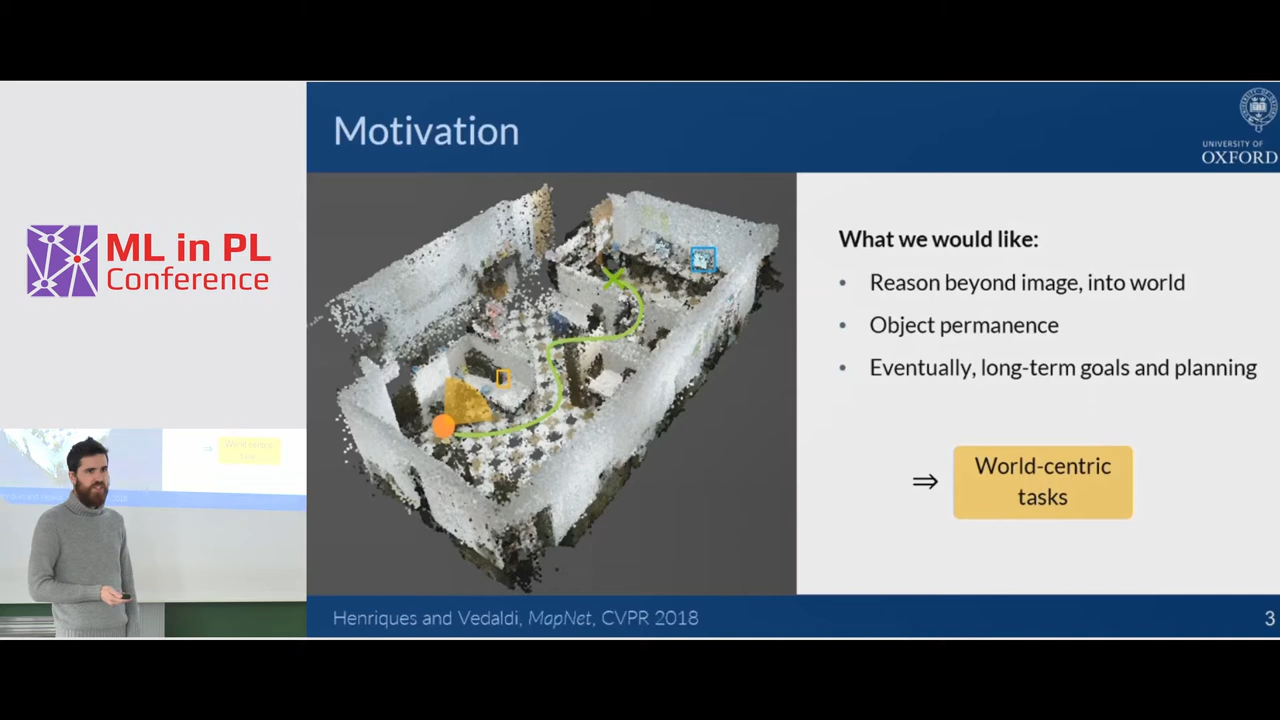 Motivation
UNIVERSITY OF
OXFORD
ML in PL
Conference
What we would like:
• Reason beyond image, into world
• Object permanence
• Eventually, long-term goals and planning
⇒ World-centric
tasks
Henriques and Vedaldi, MapNet, CVPR 2018
3